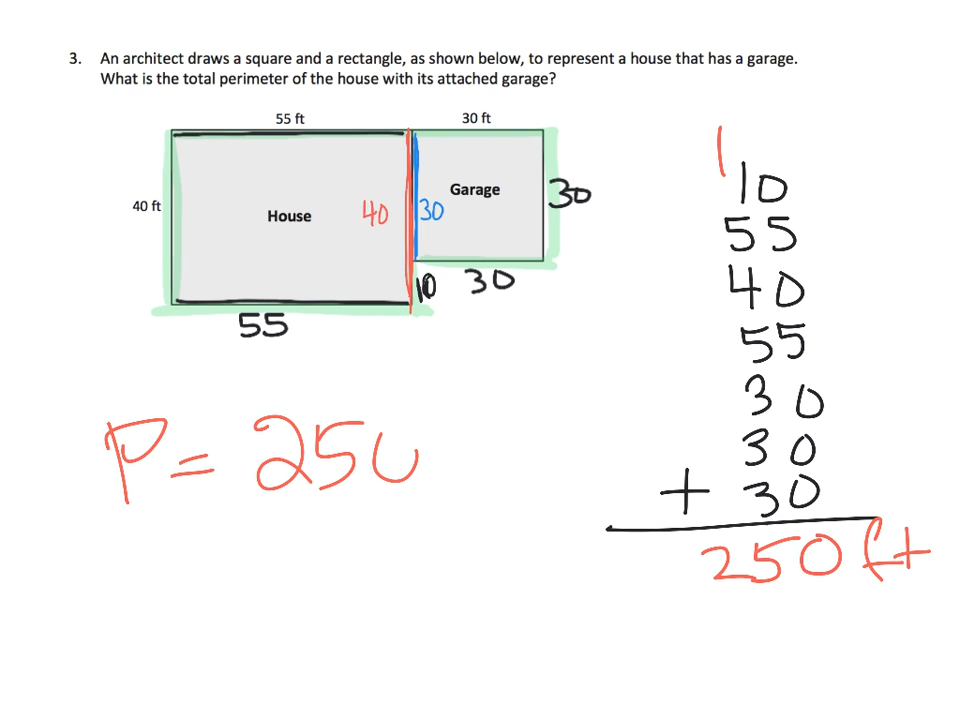 3. An architect draws a square and a rectangle, as shown below, to represent a house that has a garage.
What is the total perimeter of the house with its attached garage?
55 ft
30 ft
40 ft
House
40
30
Garage
30
10
30
55
1
10
55
40
55
30
30
+ 30
250 ft
P = 250